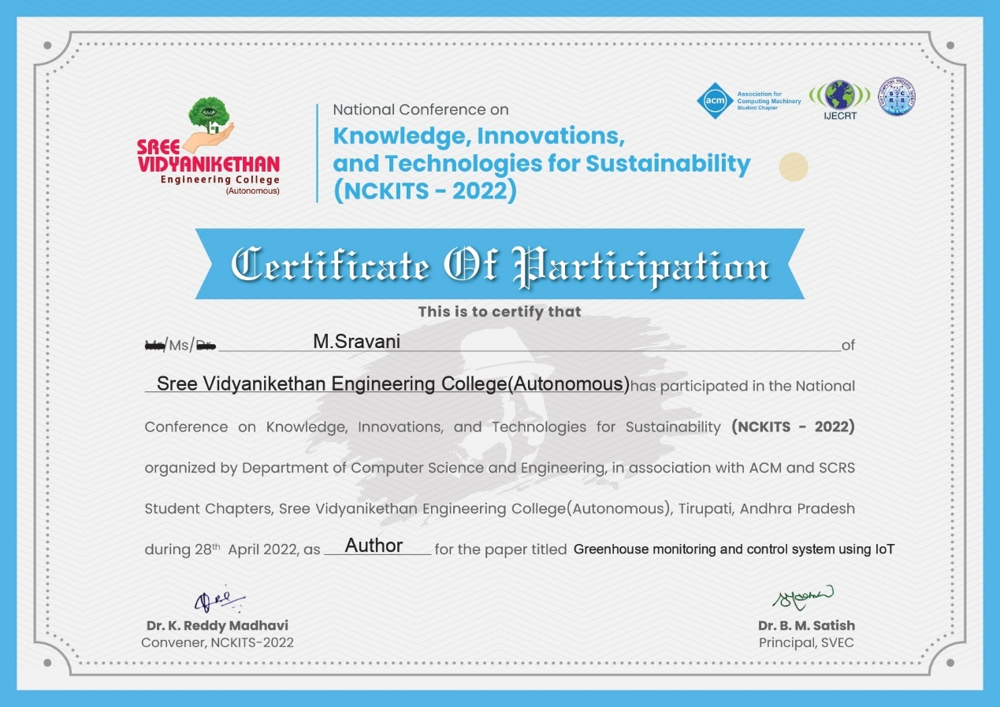 SREE
VIDYANIKETHAN
Engineering College
(Autonomous)
National Conference on
Knowledge, Innovations,
and Technologies for Sustainability
(NCKITS - 2022)
acm
Association for
Computing Machinery
Student Chapter
IJECRT
S C
R S
Certificate Of Participation
This is to certify that
Mr/Ms/Dr. M.Sravani of
Sree Vidyanikethan Engineering College(Autonomous)has participated in the National
Conference on Knowledge, Innovations, and Technologies for Sustainability (NCKITS - 2022)
organized by Department of Computer Science and Engineering, in association with ACM and SCRS
Student Chapters, Sree Vidyanikethan Engineering College(Autonomous), Tirupati, Andhra Pradesh
during 28th April 2022, as Author for the paper titled Greenhouse monitoring and control system using IoT
Dr. K. Reddy Madhavi
Convener, NCKITS-2022
Dr. B. M. Satish
Principal, SVEC